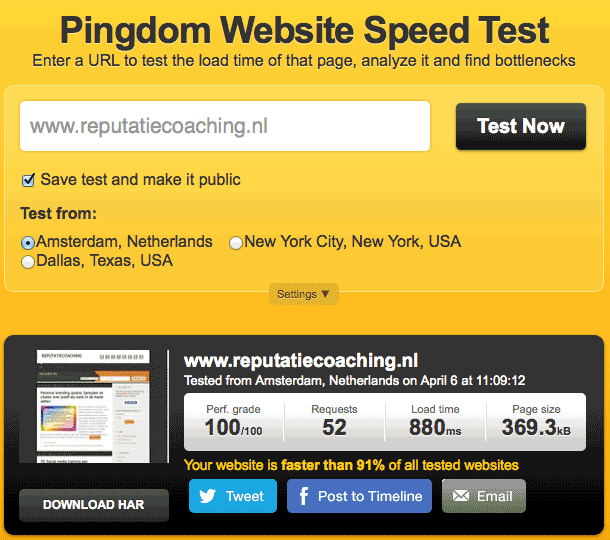 Pingdom Website Speed Test
Enter a URL to test the load time of that page, analyze it and find bottlenecks
www.reputatiecoaching.nl
Test Now
Save test and make it public
Test from:
Amsterdam, Netherlands New York City, New York, USA
Dallas, Texas, USA
Settings ▼
REPUTATIECOACHING
www.reputatiecoaching.nl
Tested from Amsterdam, Netherlands on April 6 at 11:09:12
Perf. grade Requests Load time Page size
100/100 52 880ms 369.3kB
Your website is faster than 91% of all tested websites
DOWNLOAD HAR
Tweet
Post to Timeline
Email